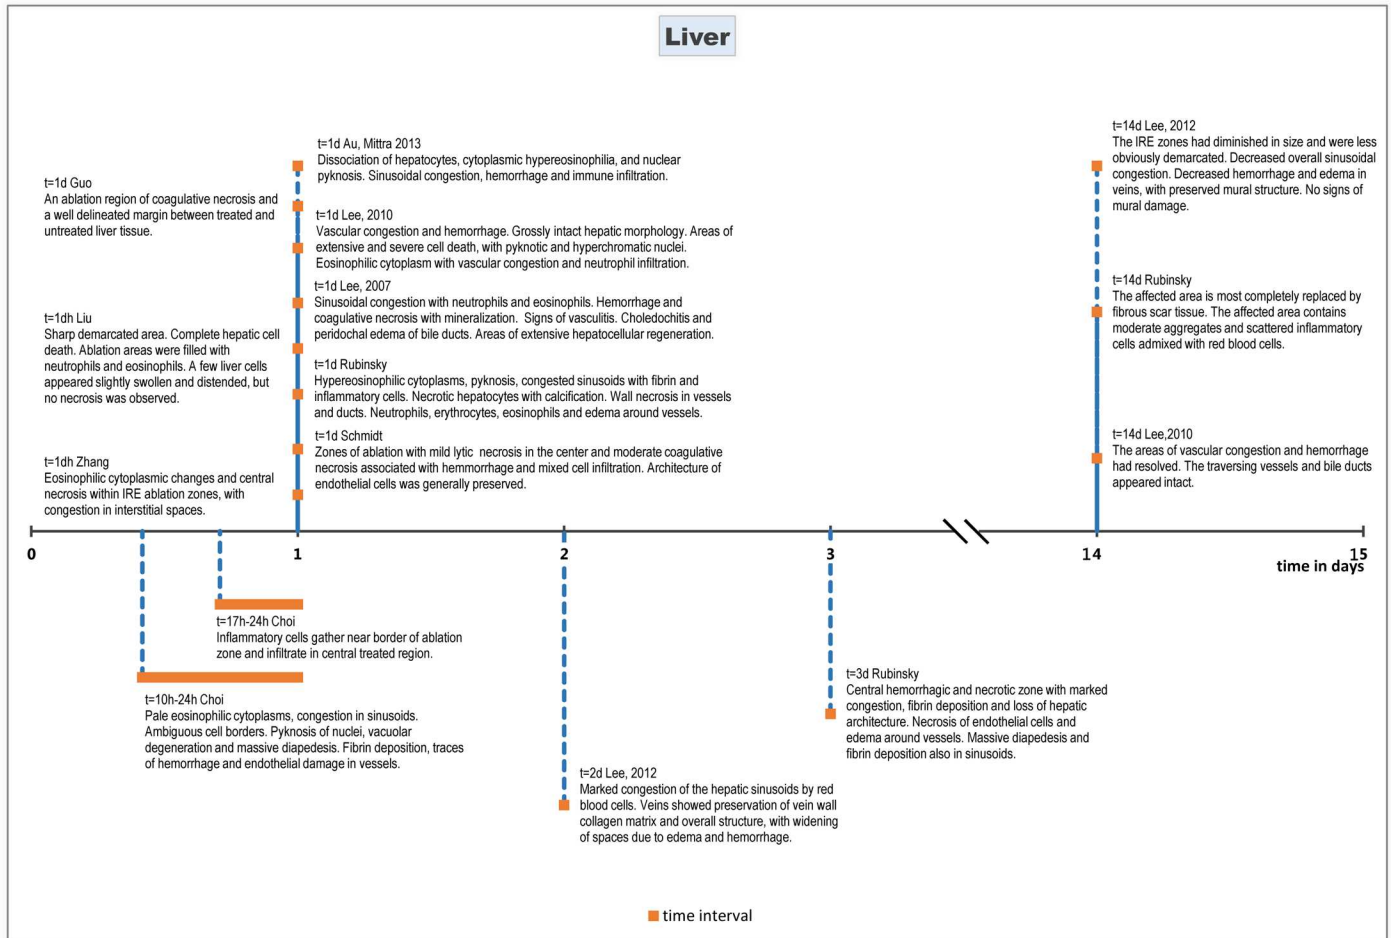 Liver
t=1d Guo
An ablation region of coagulative necrosis and
a well delineated margin between treated and
untreated liver tissue.
t=1dh Liu
Sharp demarcated area. Complete hepatic cell
death. Ablation areas were filled with
neutrophils and eosinophils. A few liver cells
appeared slightly swollen and distended, but
no necrosis was observed.
t=1dh Zhang
Eosinophilic cytoplasmic changes and central
necrosis within IRE ablation zones, with
congestion in interstitial spaces.
t=1d Au, Mittra 2013
Dissociation of hepatocytes, cytoplasmic hypereosinophilia, and nuclear
pyknosis. Sinusoidal congestion, hemorrhage and immune infiltration.
t=1d Lee, 2010
Vascular congestion and hemorrhage. Grossly intact hepatic morphology. Areas of
extensive and severe cell death, with pyknotic and hyperchromatic nuclei.
Eosinophilic cytoplasm with vascular congestion and neutrophil infiltration.
t=1d Lee, 2007
Sinusoidal congestion with neutrophils and eosinophils. Hemorrhage and
coagulative necrosis with mineralization. Signs of vasculitis. Choledochitis and
peridochal edema of bile ducts. Areas of extensive hepatocellular regeneration.
t=1d Rubinsky
Hypereosinophilic cytoplasms, pyknosis, congested sinusoids with fibrin and
inflammatory cells. Necrotic hepatocytes with calcification. Wall necrosis in vessels
and ducts. Neutrophils, erythrocytes, eosinophils and edema around vessels.
t=1d Schmidt
Zones of ablation with mild lytic necrosis in the center and moderate coagulative
necrosis associated with hemmorrhage and mixed cell infiltration. Architecture of
endothelial cells was generally preserved.
t=14d Lee, 2012
The IRE zones had diminished in size and were less
obviously demarcated. Decreased overall sinusoidal
congestion. Decreased hemorrhage and edema in
veins, with preserved mural structure. No signs of
mural damage.
t=14d Rubinsky
The affected area is most completely replaced by
fibrous scar tissue. The affected area contains
moderate aggregates and scattered inflammatory
cells admixed with red blood cells.
t=14d Lee,2010
The areas of vascular congestion and hemorrhage
had resolved. The traversing vessels and bile ducts
appeared intact.
0 1 2 3 14 15
time in days
t=17h-24h Choi
Inflammatory cells gather near border of ablation
zone and infiltrate in central treated region.
t=10h-24h Choi
Pale eosinophilic cytoplasms, congestion in sinusoids.
Ambiguous cell borders. Pyknosis of nuclei, vacuolar
degeneration and massive diapedesis. Fibrin deposition, traces
of hemorrhage and endothelial damage in vessels.
t=2d Lee, 2012
Marked congestion of the hepatic sinusoids by red
blood cells. Veins showed preservation of vein wall
collagen matrix and overall structure, with widening
of spaces due to edema and hemorrhage.
t=3d Rubinsky
Central hemorrhagic and necrotic zone with marked
congestion, fibrin deposition and loss of hepatic
architecture. Necrosis of endothelial cells and
edema around vessels. Massive diapedesis and
fibrin deposition also in sinusoids.
time interval